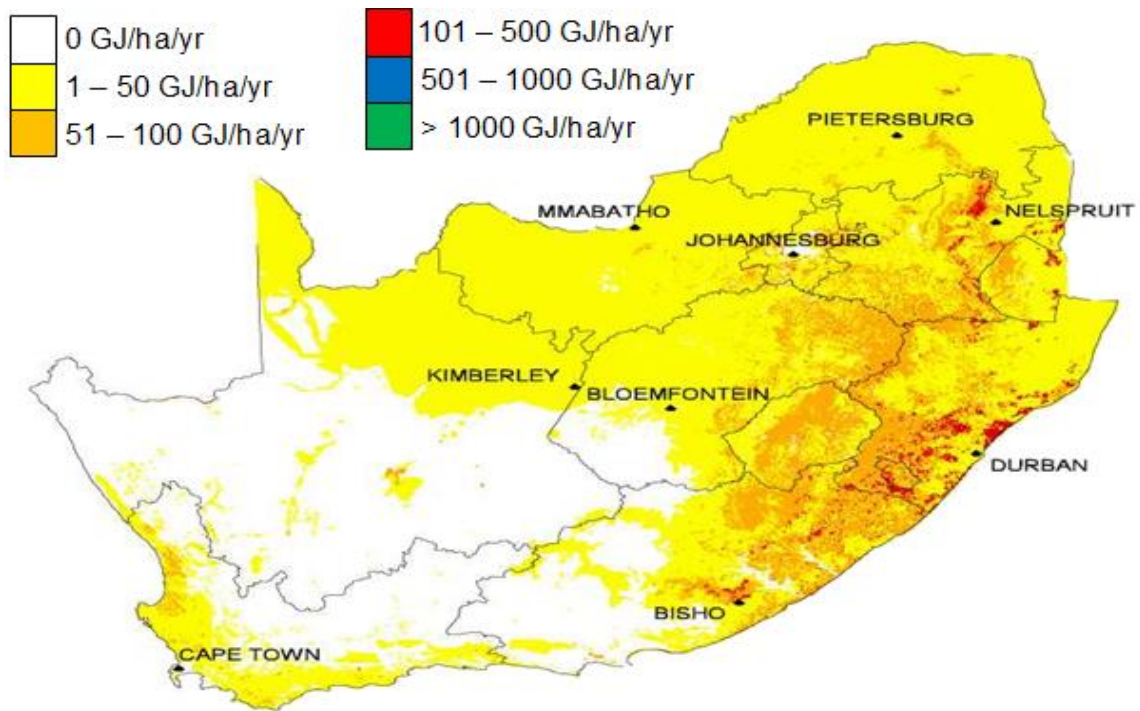 0 GJ/ha/yr
1 – 50 GJ/ha/yr
51 – 100 GJ/ha/yr
101 – 500 GJ/ha/yr
501 – 1000 GJ/ha/yr
> 1000 GJ/ha/yr
PIETERSBURG
MMABATHO
NELSPRUIT
JOHANNESBURG
KIMBERLEY
BLOEMFONTEIN
DURBAN
BISHO
CAPE TOWN